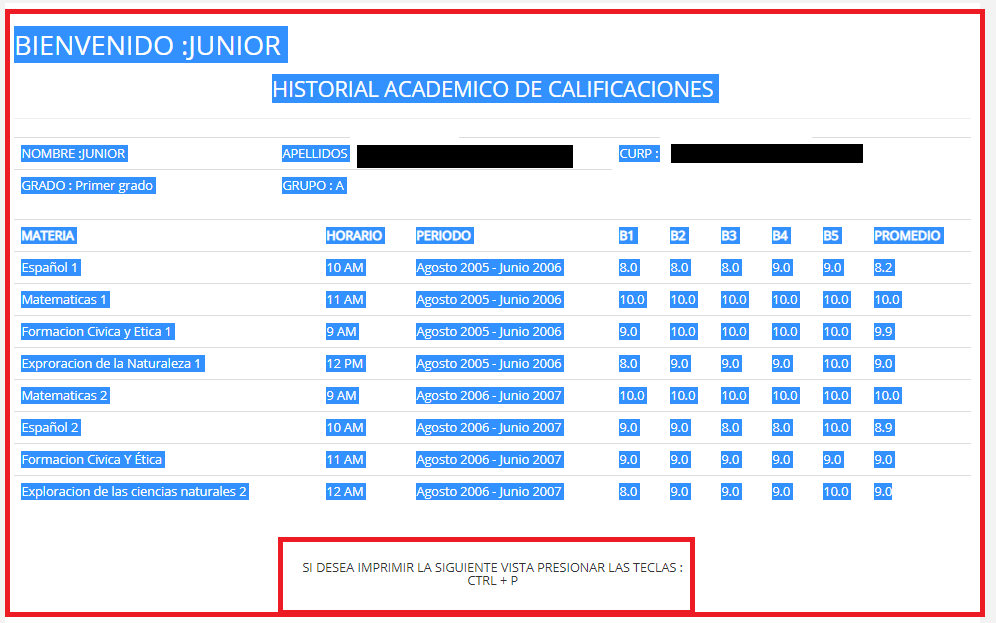 BIENVENIDO :JUNIOR
HISTORIAL ACADEMICO DE CALIFICACIONES
NOMBRE :JUNIOR APELLIDOS CURP :
GRADO : Primer grado GRUPO : A
MATERIA HORARIO PERIODO B1 B2 B3 B4 B5 PROMEDIO
Español 1 10 AM Agosto 2005 - Junio 2006 8.0 8.0 8.0 9.0 9.0 8.2
Matematicas 1 11 AM Agosto 2005 - Junio 2006 10.0 10.0 10.0 10.0 10.0 10.0
Formacion Civica y Etica 1 9 AM Agosto 2005 - Junio 2006 9.0 10.0 10.0 10.0 10.0 9.9
Exproracion de la Naturaleza 1 12 PM Agosto 2005 - Junio 2006 8.0 9.0 9.0 9.0 10.0 9.0
Matematicas 2 9 AM Agosto 2006 - Junio 2007 10.0 10.0 10.0 10.0 10.0 10.0
Español 2 10 AM Agosto 2006 - Junio 2007 9.0 9.0 8.0 8.0 10.0 8.9
Formacion Civica Y Ética 11 AM Agosto 2006 - Junio 2007 9.0 9.0 9.0 9.0 9.0 9.0
Exploracion de las ciencias naturales 2 12 AM Agosto 2006 - Junio 2007 8.0 9.0 9.0 9.0 10.0 9.0
SI DESEA IMPRIMIR LA SIGUIENTE VISTA PRESIONAR LAS TECLAS :
CTRL + P